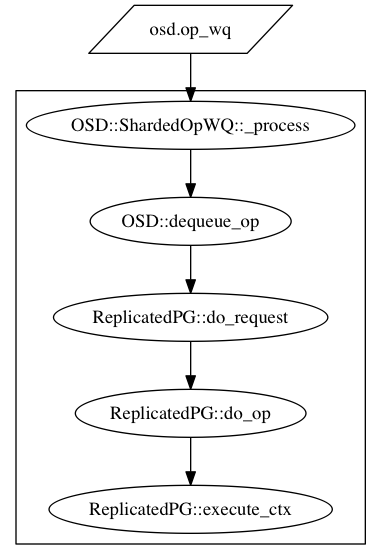 osd.op_wq
OSD::ShardedOpWQ::_process
OSD::dequeue_op
ReplicatedPG::do_request
ReplicatedPG::do_op
ReplicatedPG::execute_ctx